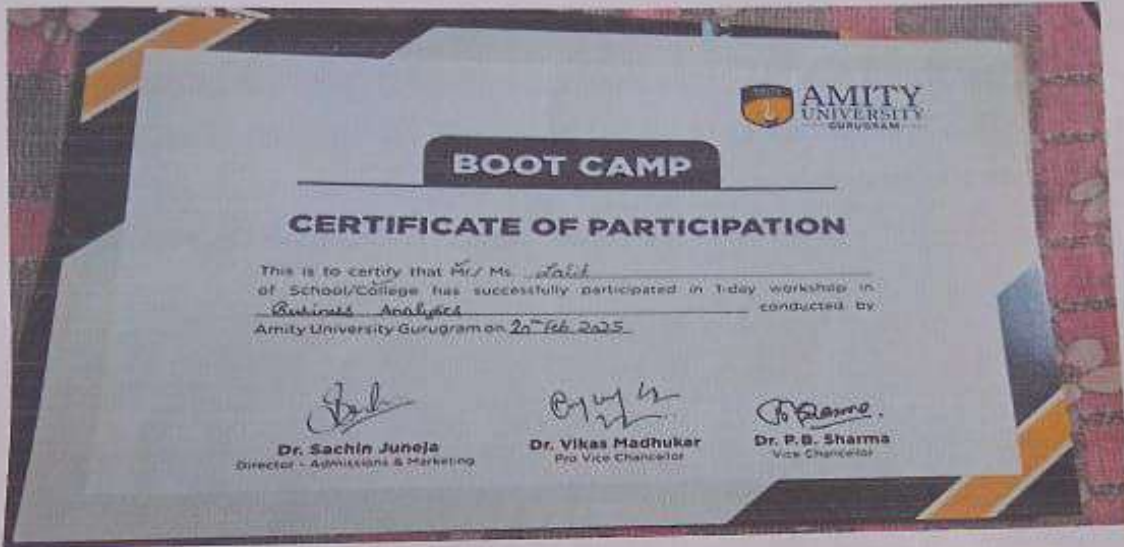 AMITY
UNIVERSITY
GURUGRAM
BOOT CAMP
CERTIFICATE OF PARTICIPATION
This is to certify that Mr/ Ms. Lalit
of School/College has successfully participated in 1-day workshop in
Business Analytics conducted by
Amity University Gurugram on Feb 2025
Dr. Sachin Juneja
Director - Admissions & Marketing
Dr. Vikas Madhukar
Pro Vice Chancellor
Dr. P.B. Sharma
Vice Chancellor